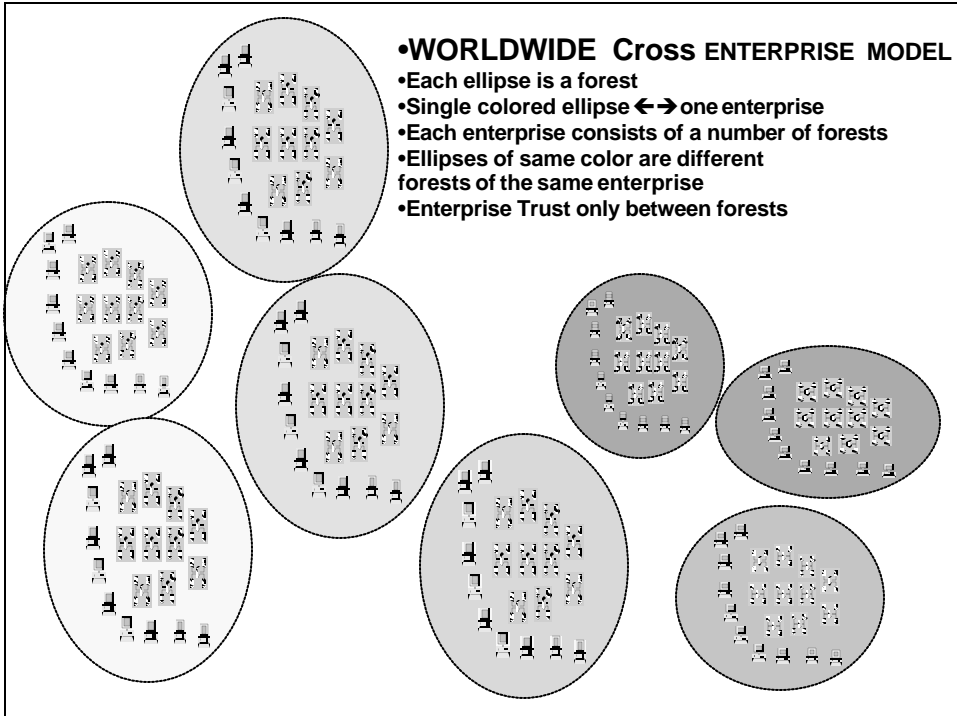 •WORLDWIDE Cross ENTERPRISE MODEL
•Each ellipse is a forest
•Single colored ellipse ←→ one enterprise
•Each enterprise consists of a number of forests
•Ellipses of same color are different
forests of the same enterprise
•Enterprise Trust only between forests